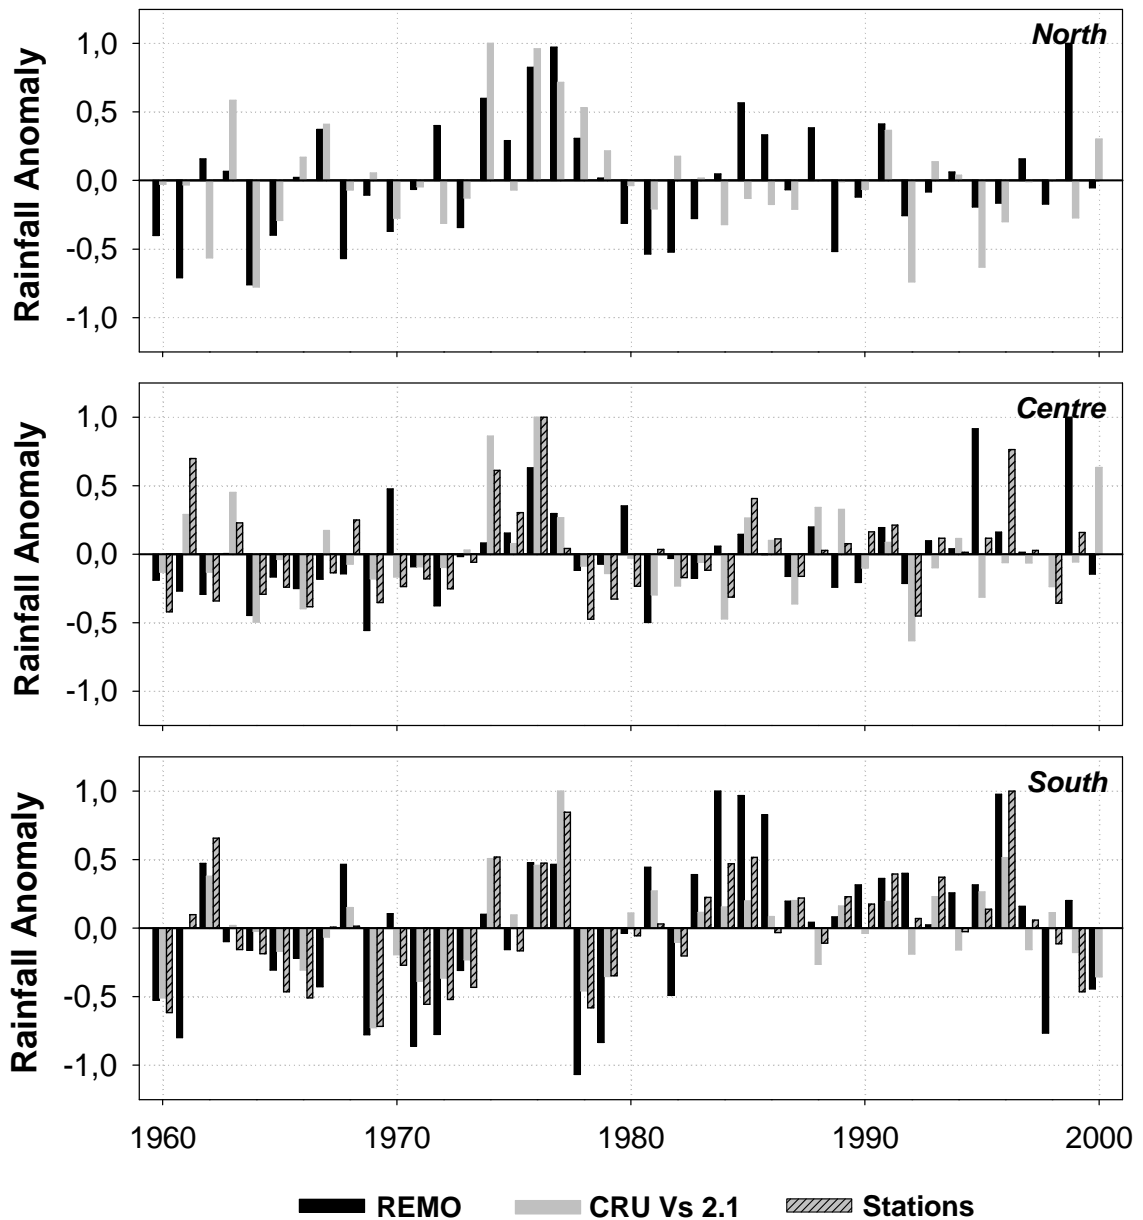 North
Rainfall Anomaly
1,0
0,5
0,0
-0,5
-1,0
Centre
Rainfall Anomaly
1,0
0,5
0,0
-0,5
-1,0
South
Rainfall Anomaly
1,0
0,5
0,0
-0,5
-1,0
1960 1970 1980 1990 2000
REMO CRU Vs 2.1 Stations